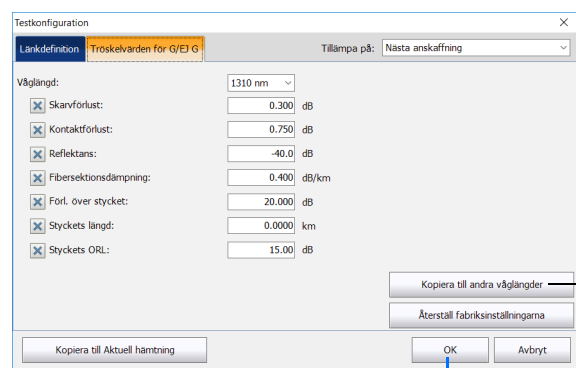 Testkonfiguration
Länkdefinition Tröskelvärden för G/EJ G Tillämpa på: Nästa anskaffning
Våglängd: 1310 nm
Skarvförlust: 0.300 dB
Kontaktförlust: 0.750 dB
Reflektans: -40.0 dB
Fibersektionsdämpning: 0.400 dB/km
Förl. över stycket: 20.000 dB
Styckets längd: 0.0000 km
Styckets ORL: 15.00 dB
Kopiera till andra våglängder
Återställ fabriksinställningarna
Kopiera till Aktuell hämtning OK Avbryt